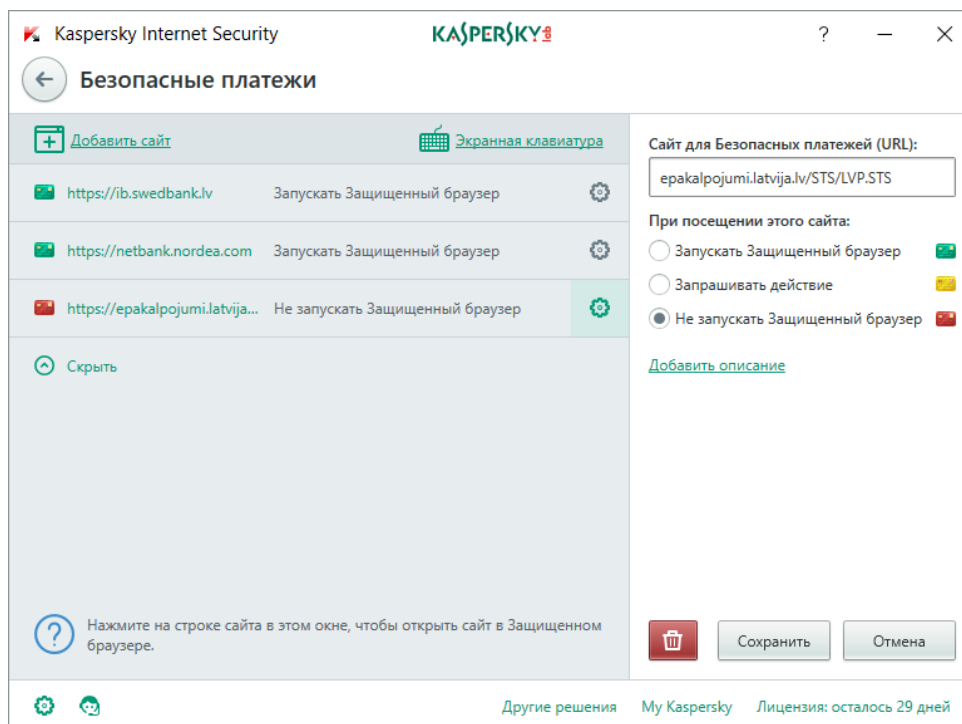 Kaspersky Internet Security
KASPERSKY lab
?
Безопасные платежи
Добавить сайт
Экранная клавиатура
https://ib.swedbank.lv Запускать Защищенный браузер
https://netbank.nordea.com Запускать Защищенный браузер
https://epakalpojumi.latvija... Не запускать Защищенный браузер
Скрыть
? Нажмите на строке сайта в этом окне, чтобы открыть сайт в Защищенном
браузере.
Сайт для Безопасных платежей (URL):
epakalpojumi.latvija.lv/STS/LVP.STS
При посещении этого сайта:
Запускать Защищенный браузер
Запрашивать действие
Не запускать Защищенный браузер
Добавить описание
Сохранить
Отмена
Другие решения
My Kaspersky
Лицензия: осталось 29 дней